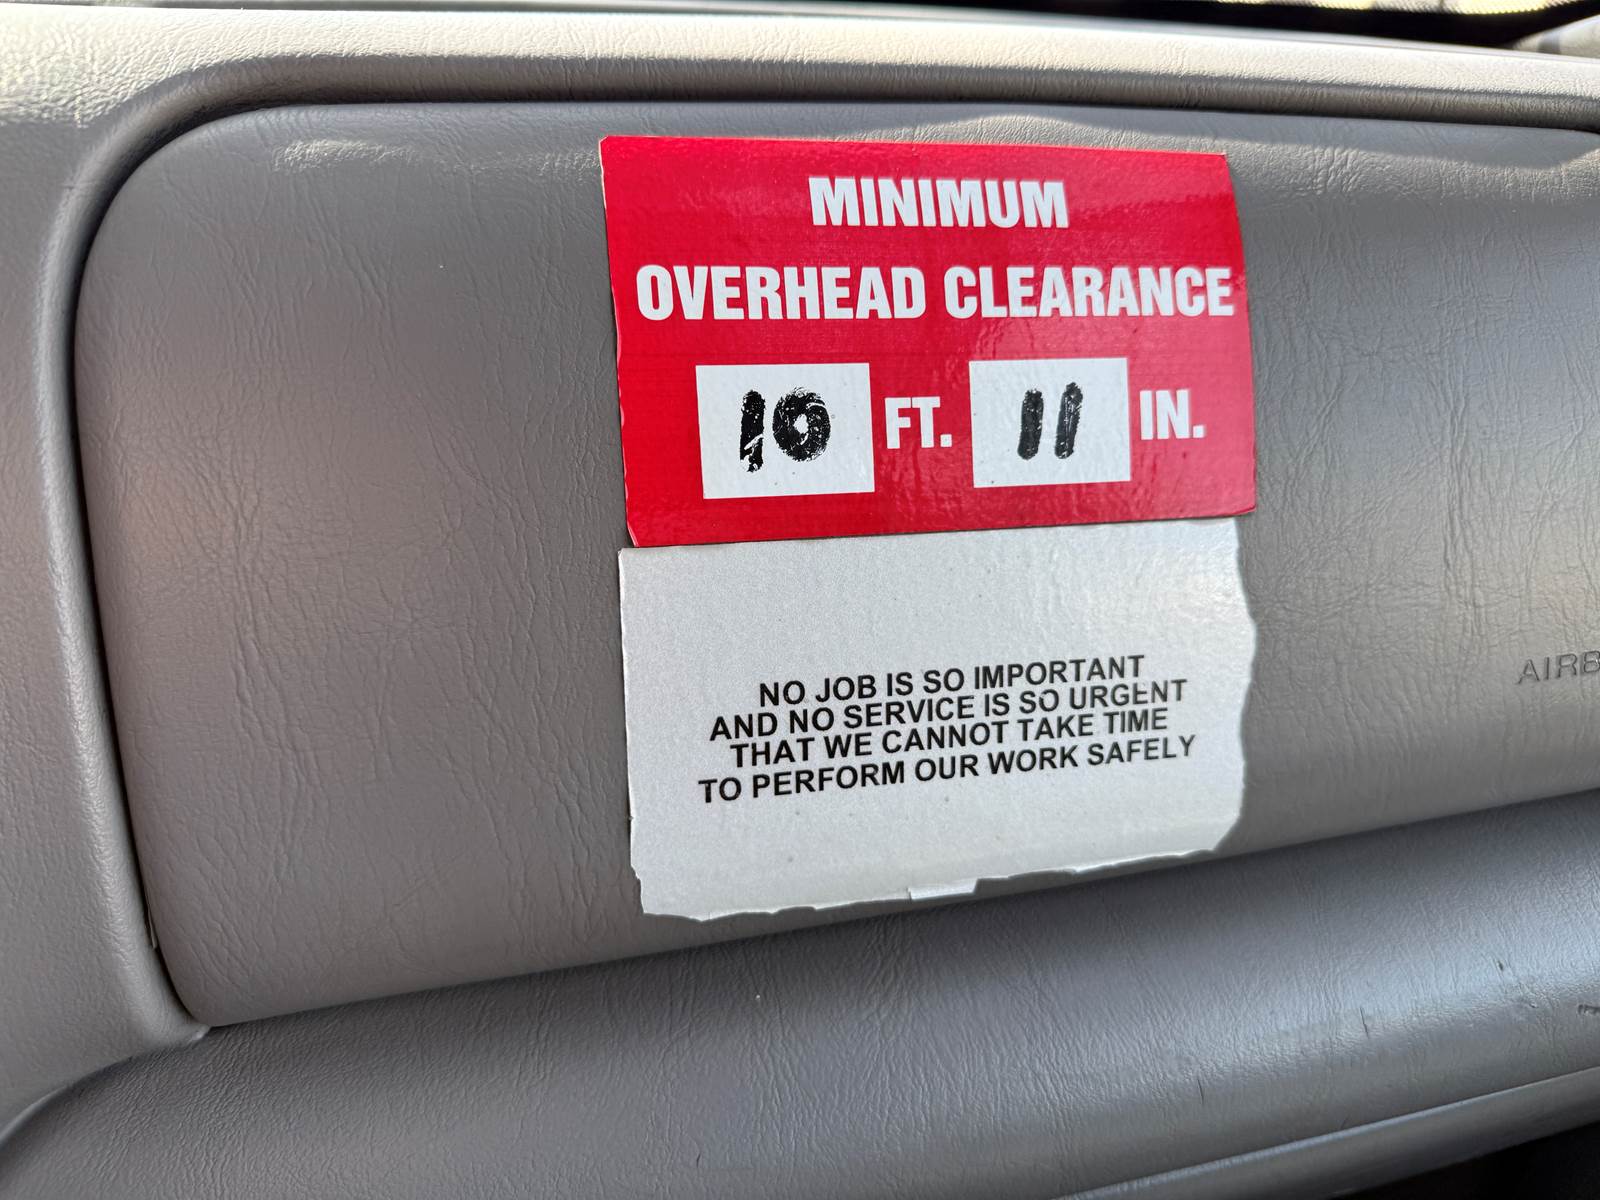 MINIMUM
OVERHEAD CLEARANCE
10 FT. 11 IN.
NO JOB IS SO IMPORTANT
AND NO SERVICE IS SO URGENT
THAT WE CANNOT TAKE TIME
TO PERFORM OUR WORK SAFELY
AIRB